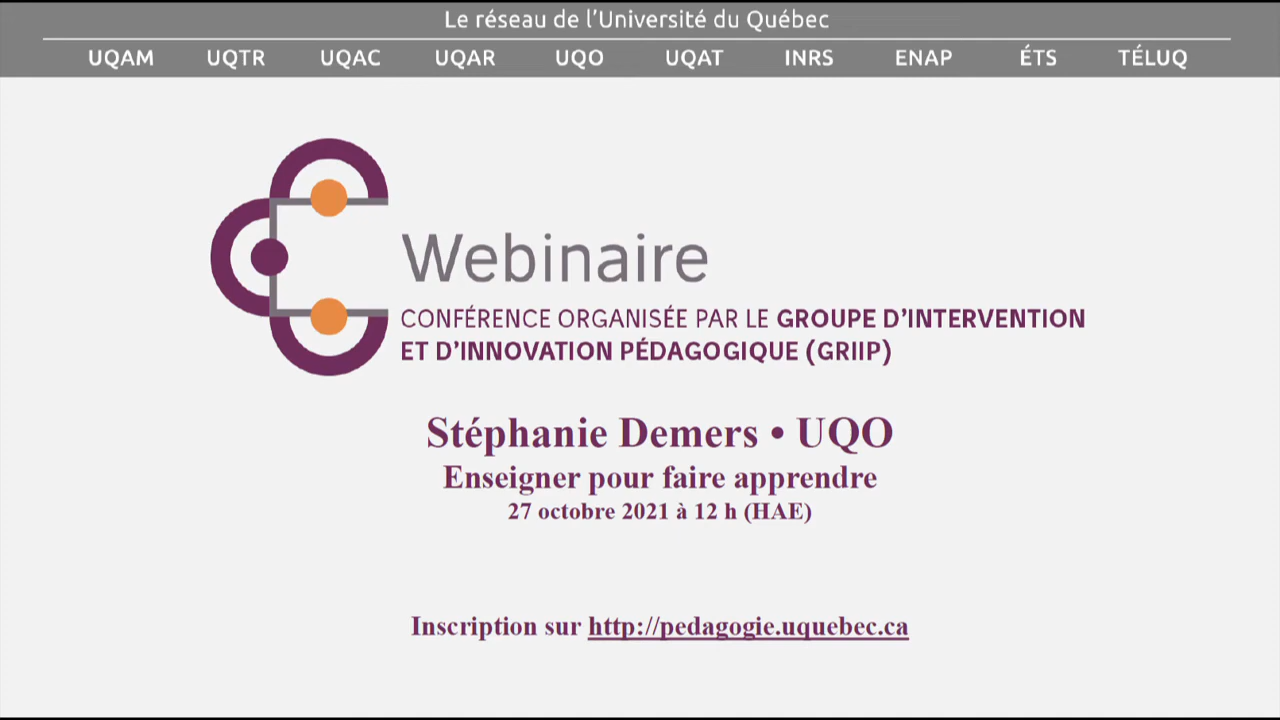 Le réseau de l’Université du Québec
UQAM UQTR UQAC UQAR UQO UQAT INRS ENAP ÉTS TÉLUQ
Webinaire
CONFÉRENCE ORGANISÉE PAR LE GROUPE D’INTERVENTION
ET D’INNOVATION PÉDAGOGIQUE (GRIIP)
Stéphanie Demers • UQO
Enseigner pour faire apprendre
27 octobre 2021 à 12 h (HAE)
Inscription sur http://pedagogie.uquebec.ca